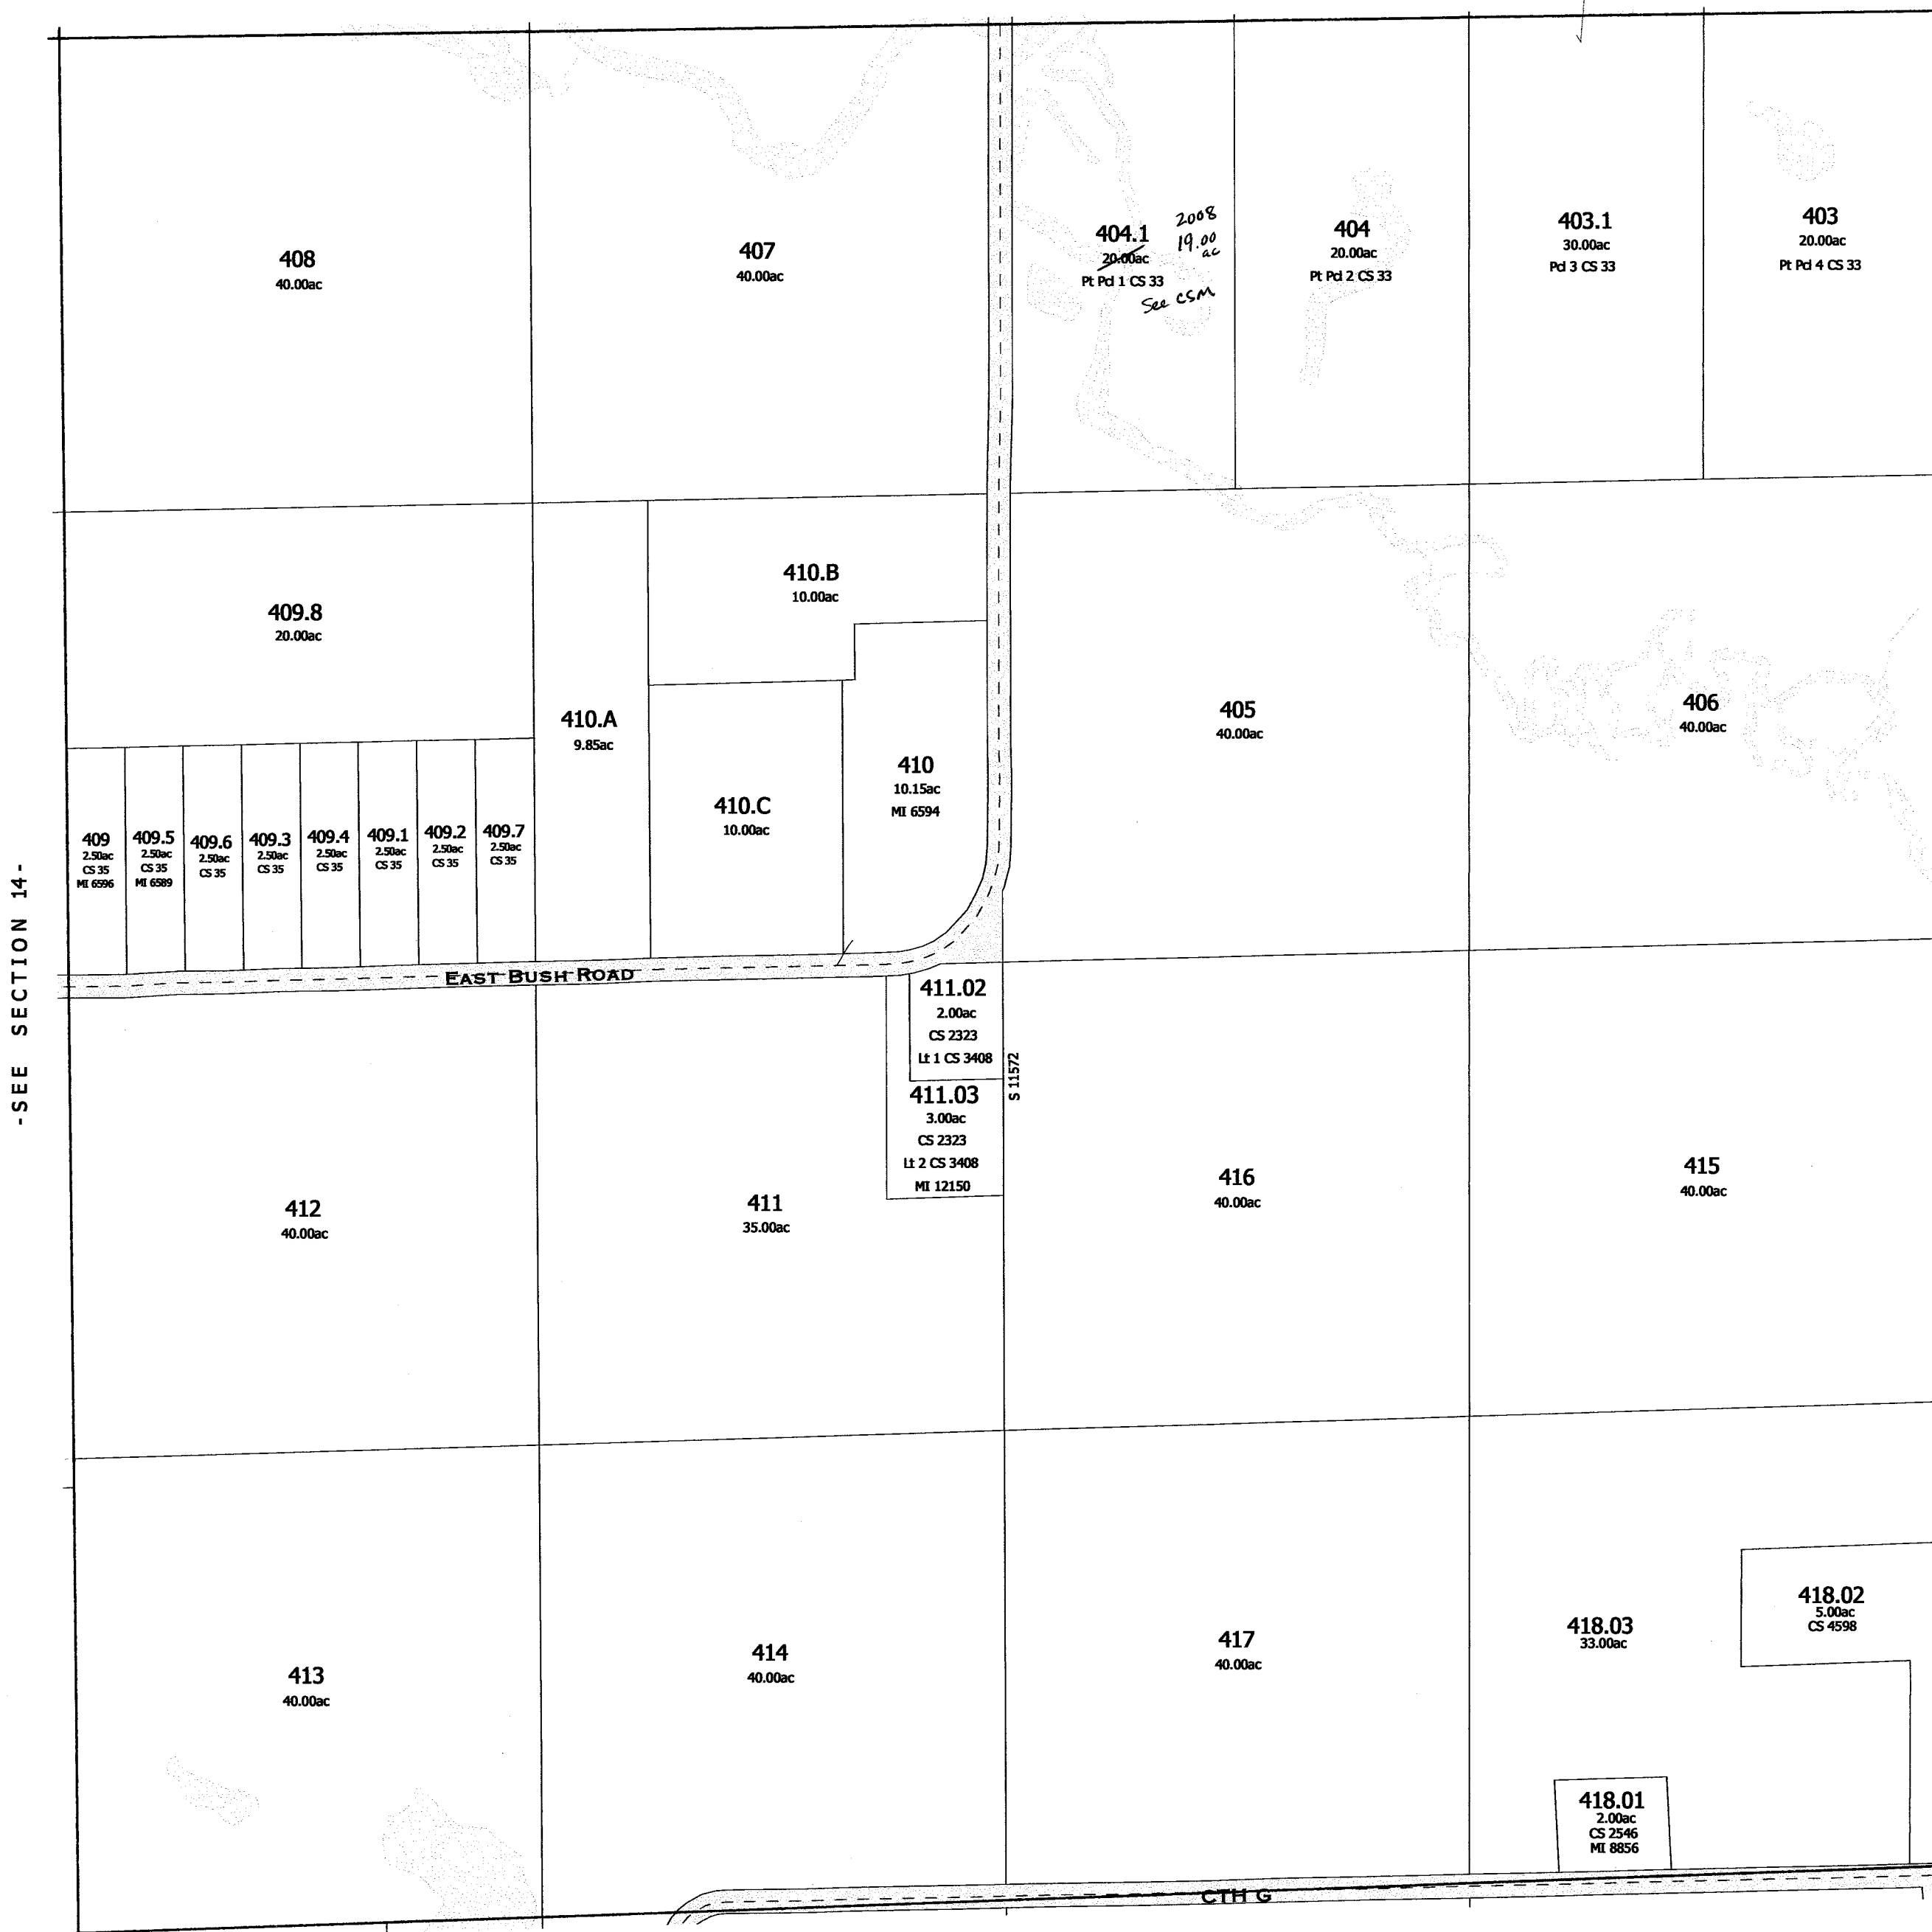 408
40.00ac
407
40.00ac
404.1
20.00ac
Pt Pcl 1 CS 33
2008
19.00
ac
See CSM
404
20.00ac
Pt Pcl 2 CS 33
403.1
30.00ac
Pcl 3 CS 33
403
20.00ac
Pt Pcl 4 CS 33
409.8
20.00ac
410.B
10.00ac
410.A
9.85ac
410.C
10.00ac
410
10.15ac
MI 6594
405
40.00ac
406
40.00ac
409
2.50ac
CS 35
MI 6596
409.5
2.50ac
CS 35
MI 6589
409.6
2.50ac
CS 35
409.3
2.50ac
CS 35
409.4
2.50ac
CS 35
409.1
2.50ac
CS 35
409.2
2.50ac
CS 35
409.7
2.50ac
CS 35
-SEE SECTION 14-
EAST BUSH ROAD
411.02
2.00ac
CS 2323
Lt 1 CS 3408
S 11572
411.03
3.00ac
CS 2323
Lt 2 CS 3408
MI 12150
412
40.00ac
411
35.00ac
416
40.00ac
415
40.00ac
413
40.00ac
414
40.00ac
417
40.00ac
418.03
33.00ac
418.02
5.00ac
CS 4598
418.01
2.00ac
CS 2546
MI 8856
CTH G